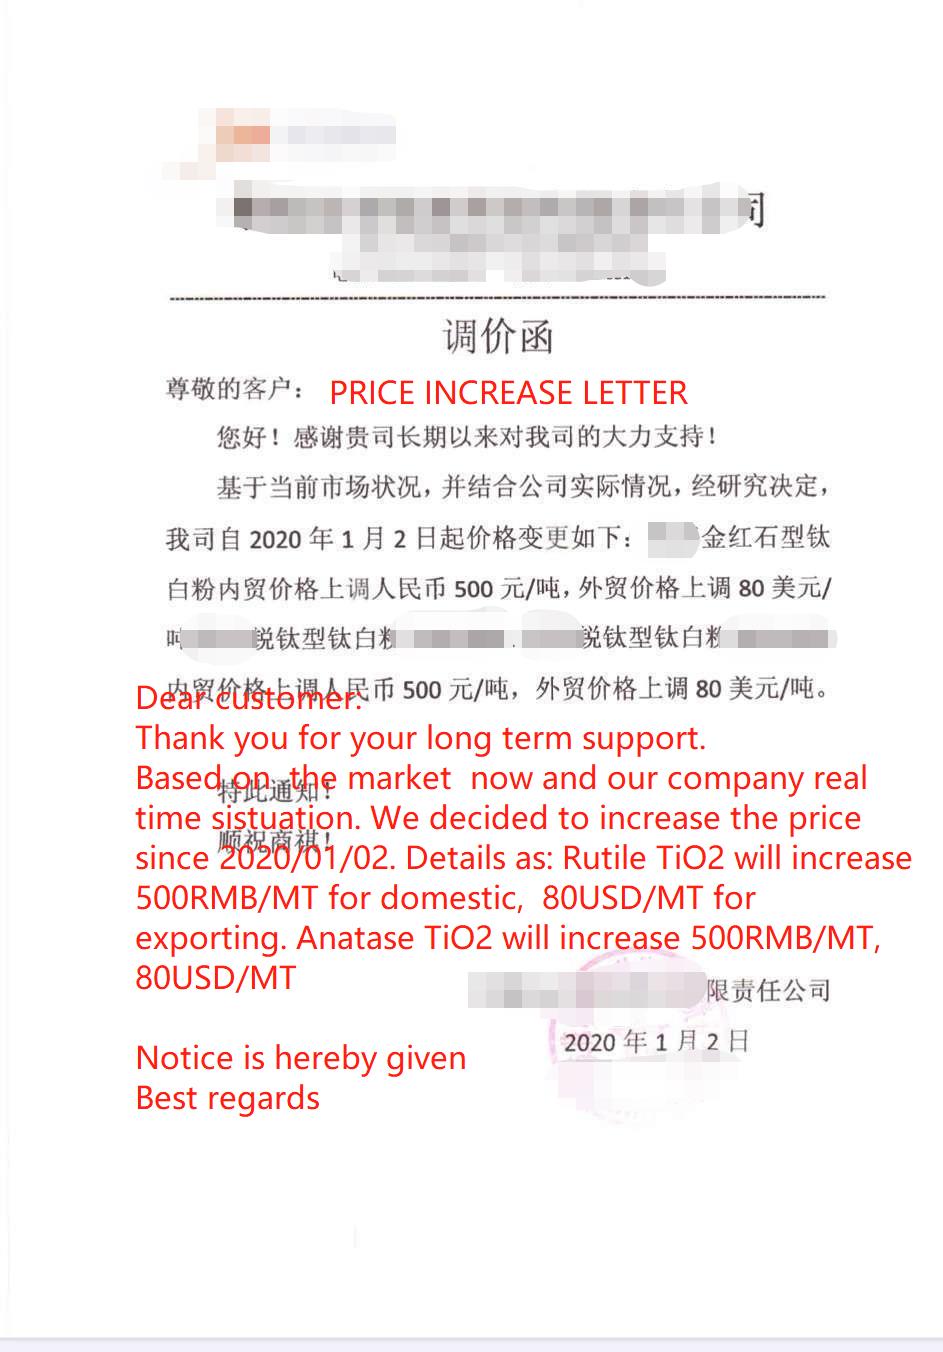 调价函
尊敬的客户： PRICE INCREASE LETTER
您好！感谢贵司长期以来对我司的大力支持！
基于当前市场状况，并结合公司实际情况，经研究决定，
我司自 2020 年 1 月 2 日起价格变更如下： 金红石型钛
白粉内贸价格上调人民币 500 元/吨，外贸价格上调 80 美元/
吨 锐钛型钛白粉 锐钛型钛白粉
内贸价格上调人民币 500 元/吨，外贸价格上调 80 美元/吨。
Dear customer.
Thank you for your long term support.
Based on the market now and our company real
特此通知！
time sistuation. We decided to increase the price
顺祝商祺！
since 2020/01/02. Details as: Rutile TiO2 will increase
500RMB/MT for domestic, 80USD/MT for
exporting. Anatase TiO2 will increase 500RMB/MT,
80USD/MT
限责任公司
2020 年 1 月 2 日
Notice is hereby given
Best regards